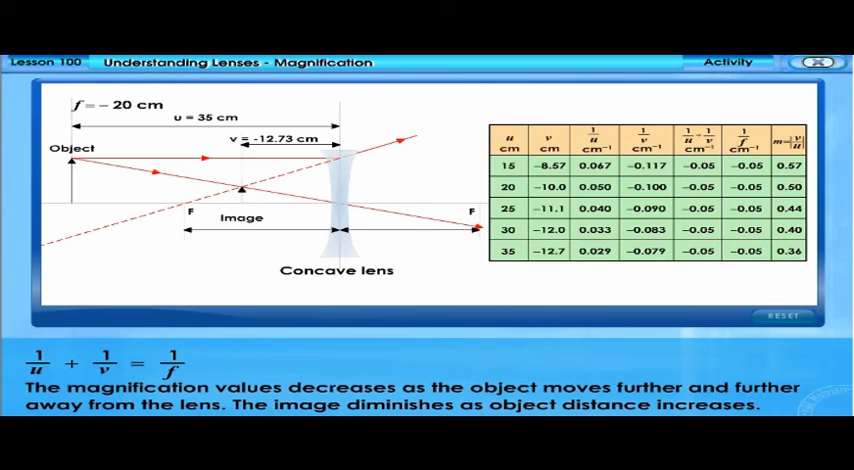 Lesson 100 Understanding Lenses - Magnification Activity
f = - 20 cm
u = 35 cm
v = -12.73 cm
Object
F Image F
Concave lens
u cm v cm 1/u cm⁻¹ 1/v cm⁻¹ 1/u + 1/v cm⁻¹ 1/f cm⁻¹ m=|v/u|
15 −8.57 0.067 −0.117 −0.05 −0.05 0.57
20 −10.0 0.050 −0.100 −0.05 −0.05 0.50
25 −11.1 0.040 −0.090 −0.05 −0.05 0.44
30 −12.0 0.033 −0.083 −0.05 −0.05 0.40
35 −12.7 0.029 −0.079 −0.05 −0.05 0.36
RESET
1/u + 1/v = 1/f
The magnification values decreases as the object moves further and further
away from the lens. The image diminishes as object distance increases.